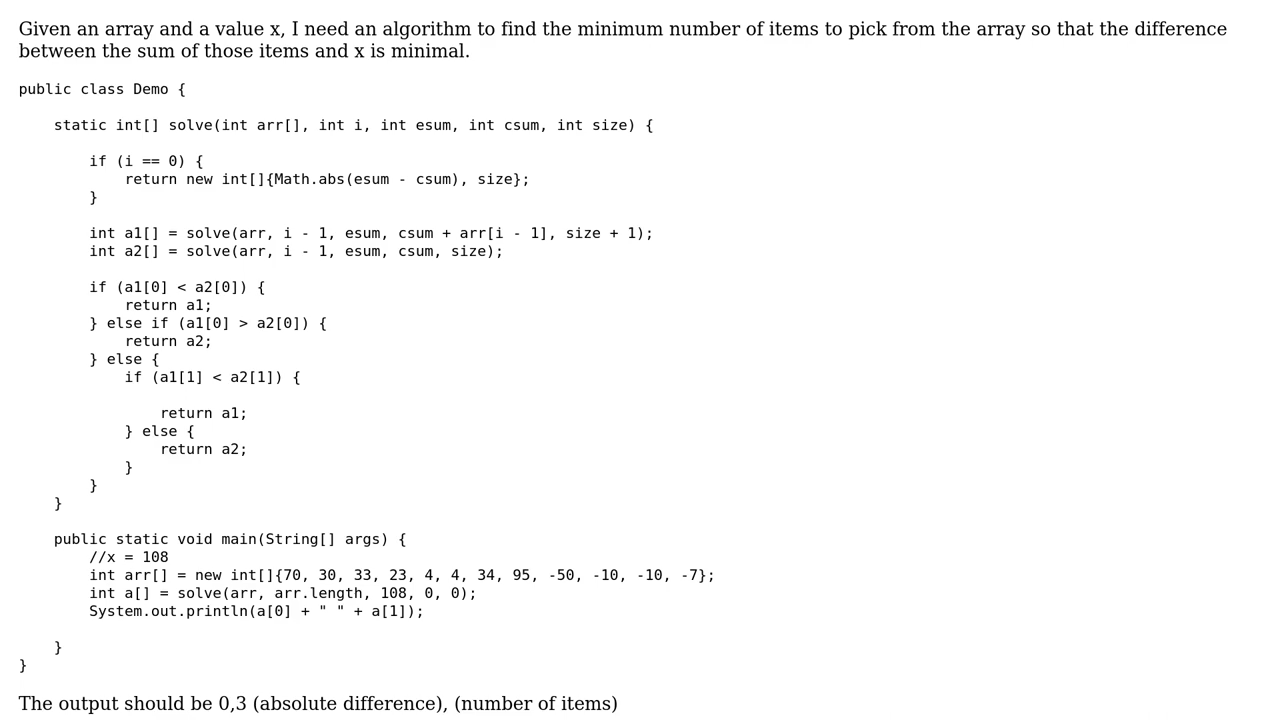 Given an array and a value x, I need an algorithm to find the minimum number of items to pick from the array so that the difference
between the sum of those items and x is minimal.
public class Demo {
    static int[] solve(int arr[], int i, int esum, int csum, int size) {
        if (i == 0) {
            return new int[]{Math.abs(esum - csum), size};
        }
        int a1[] = solve(arr, i - 1, esum, csum + arr[i - 1], size + 1);
        int a2[] = solve(arr, i - 1, esum, csum, size);
        if (a1[0] < a2[0]) {
            return a1;
        } else if (a1[0] > a2[0]) {
            return a2;
        } else {
            if (a1[1] < a2[1]) {
                return a1;
            } else {
                return a2;
            }
        }
    }
    public static void main(String[] args) {
        //x = 108
        int arr[] = new int[]{70, 30, 33, 23, 4, 4, 34, 95, -50, -10, -10, -7};
        int a[] = solve(arr, arr.length, 108, 0, 0);
        System.out.println(a[0] + " " + a[1]);
    }
}
The output should be 0,3 (absolute difference), (number of items)